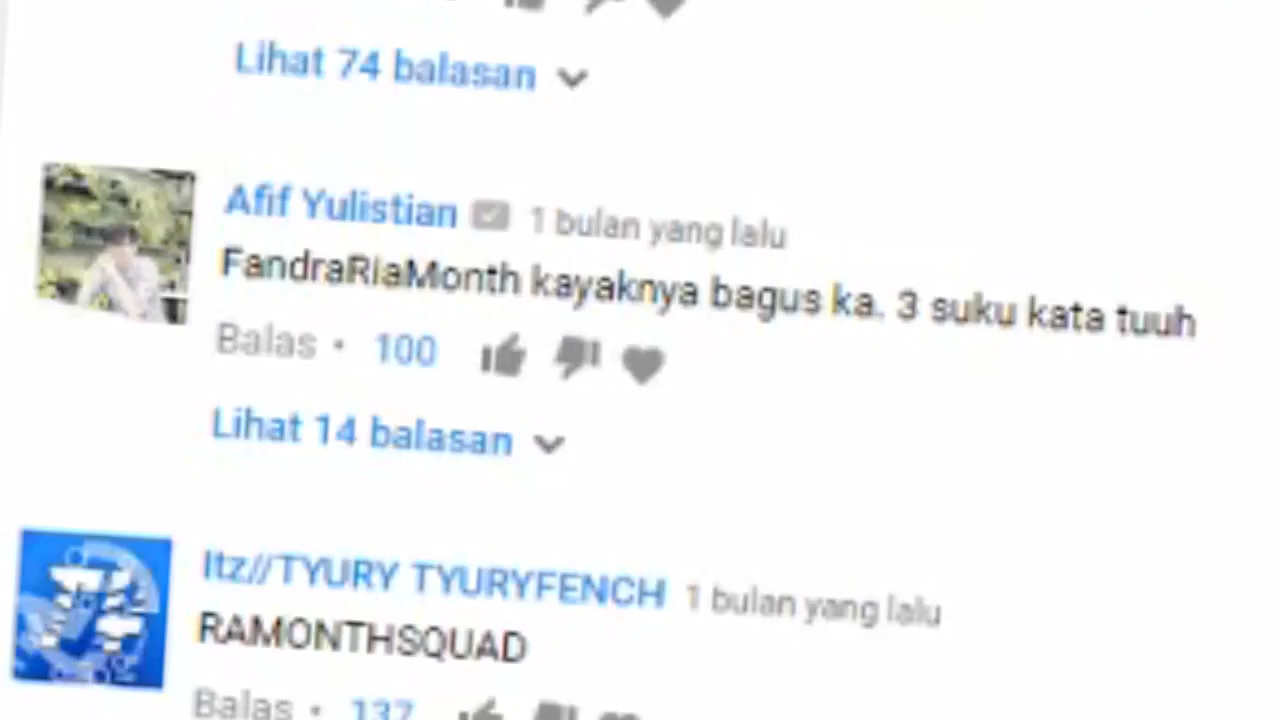 Lihat 74 balasan
Afif Yulistian 1 bulan yang lalu
FandraRiaMonth kayaknya bagus ka. 3 suku kata tuuh
Balas • 100
Lihat 14 balasan
Itz//TYURY TYURYFENCH 1 bulan yang lalu
RAMONTHSQUAD
Balas • 137